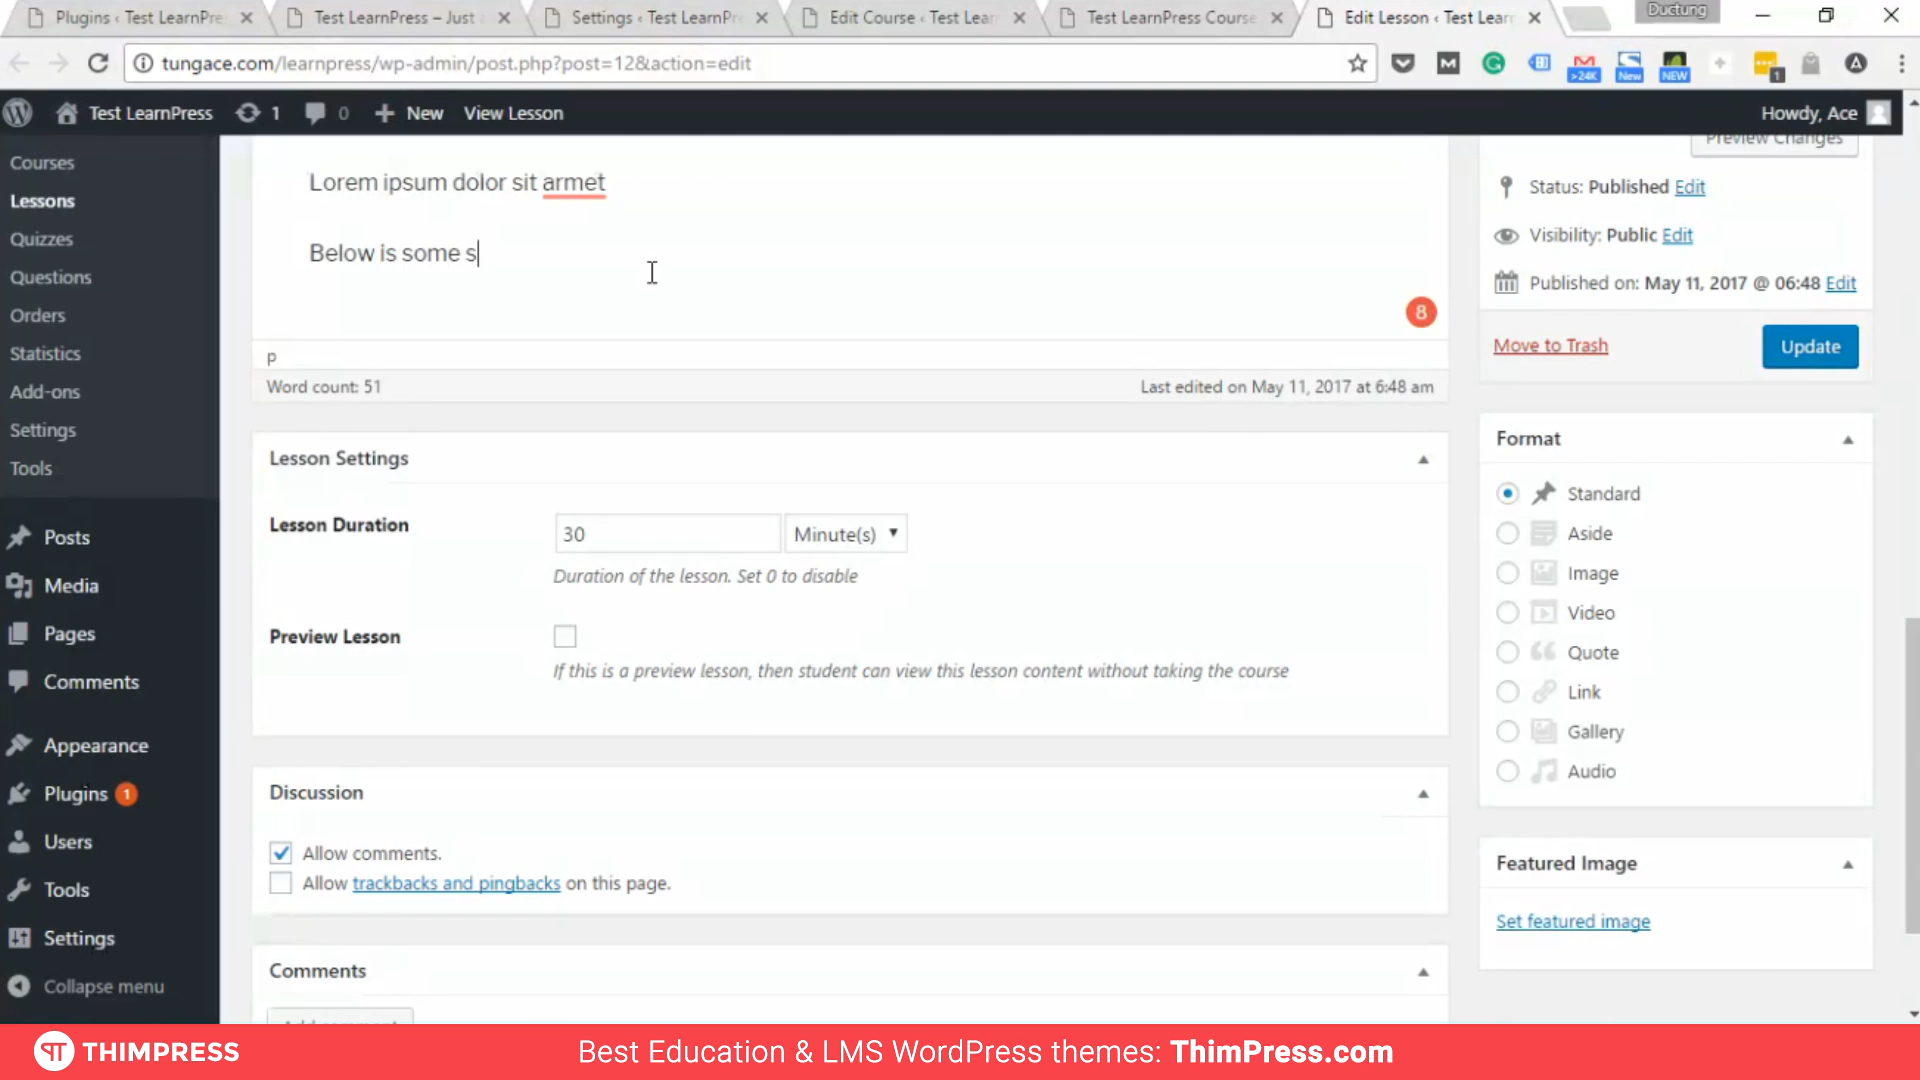 Plugins ‹ Test LearnPre
Test LearnPress – Just
Settings ‹ Test LearnPr
Edit Course ‹ Test Lear
Test LearnPress Course
Edit Lesson ‹ Test Lear
Ductung
tungace.com/learnpress/wp-admin/post.php?post=12&action=edit
>24K
New
NEW
1
Test LearnPress
1
0
New
View Lesson
Howdy, Ace
Courses
Lessons
Quizzes
Questions
Orders
Statistics
Add-ons
Settings
Tools
Posts
Media
Pages
Comments
Appearance
Plugins 1
Users
Tools
Settings
Collapse menu
Lorem ipsum dolor sit armet
Below is some s
8
p
Word count: 51
Last edited on May 11, 2017 at 6:48 am
Lesson Settings
Lesson Duration
30
Minute(s)
Duration of the lesson. Set 0 to disable
Preview Lesson
If this is a preview lesson, then student can view this lesson content without taking the course
Discussion
Allow comments.
Allow trackbacks and pingbacks on this page.
Comments
Preview Changes
Status: Published Edit
Visibility: Public Edit
Published on: May 11, 2017 @ 06:48 Edit
Move to Trash
Update
Format
Standard
Aside
Image
Video
Quote
Link
Gallery
Audio
Featured Image
Set featured image
THIMPRESS
Best Education & LMS WordPress themes: ThimPress.com